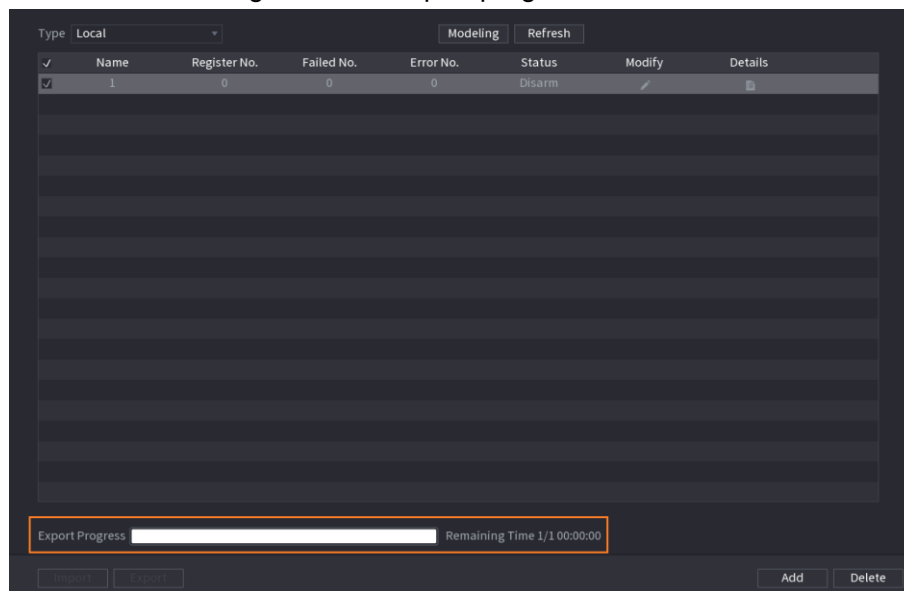 Type Local Modeling Refresh
Name Register No. Failed No. Error No. Status Modify Details
1 0 0 0 Disarm
Export Progress Remaining Time 1/1 00:00:00
Import Export Add Delete